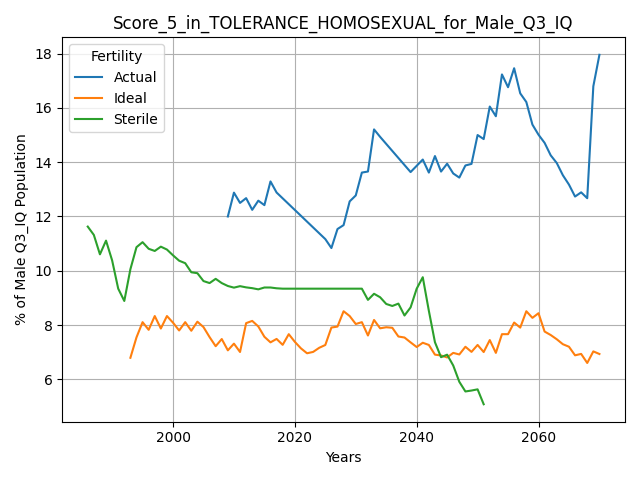 Score_5_in_TOLERANCE_HOMOSEXUAL_for_Male_Q3_IQ
Fertility
Actual
Ideal
Sterile
% of Male Q3_IQ Population
18
16
14
12
10
8
6
2000 2020 2040 2060
Years